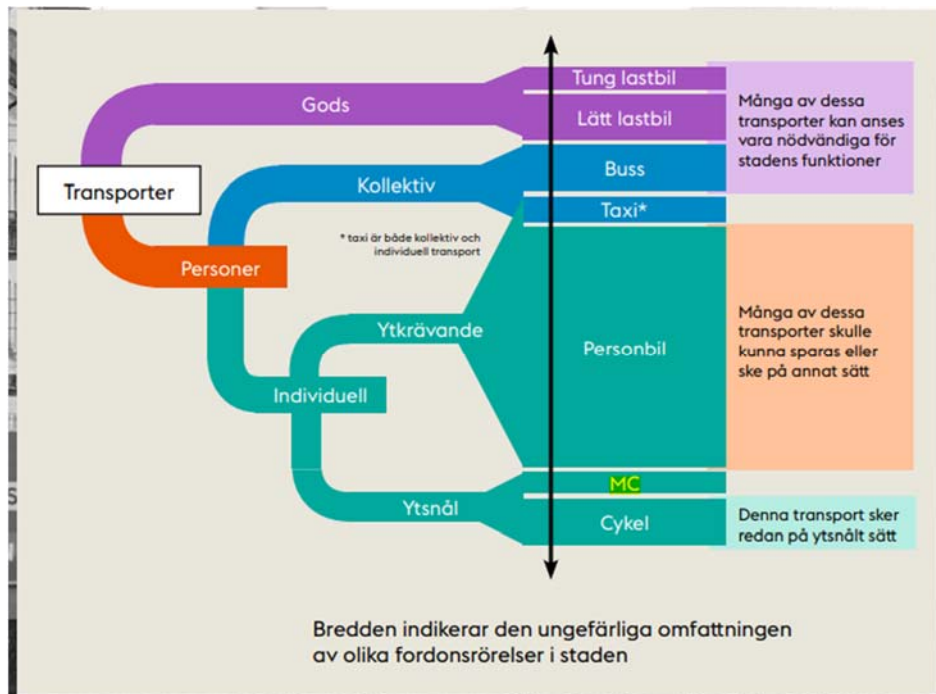 Transporter
Gods
Kollektiv
Personer
* taxi är både kollektiv och
individuell transport
Ytkrävande
Individuell
Ytsnål
Tung lastbil
Lätt lastbil
Buss
Taxi*
Personbil
MC
Cykel
Många av dessa
transporter kan anses
vara nödvändiga för
stadens funktioner
Många av dessa
transporter skulle
kunna sparas eller
ske på annat sätt
Denna transport sker
redan på ytsnålt sätt
Bredden indikerar den ungefärliga omfattningen
av olika fordonsrörelser i staden